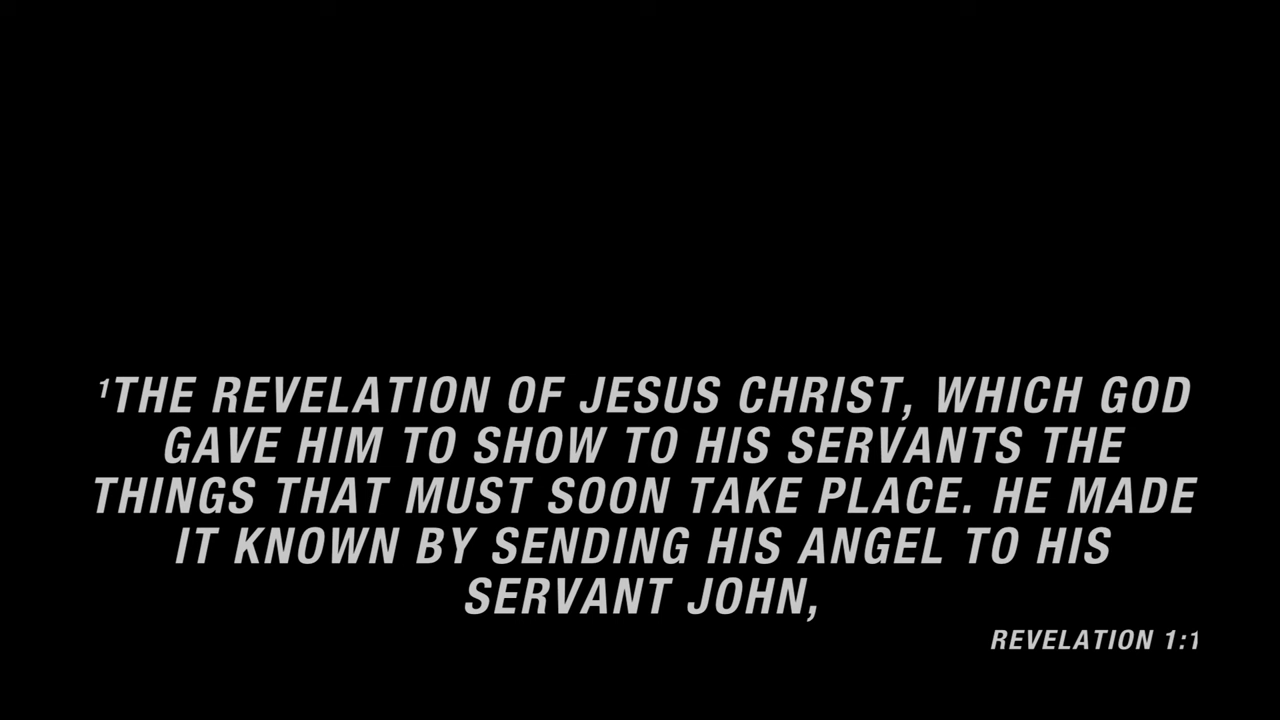 ¹THE REVELATION OF JESUS CHRIST, WHICH GOD
GAVE HIM TO SHOW TO HIS SERVANTS THE
THINGS THAT MUST SOON TAKE PLACE. HE MADE
IT KNOWN BY SENDING HIS ANGEL TO HIS
SERVANT JOHN,
REVELATION 1:1